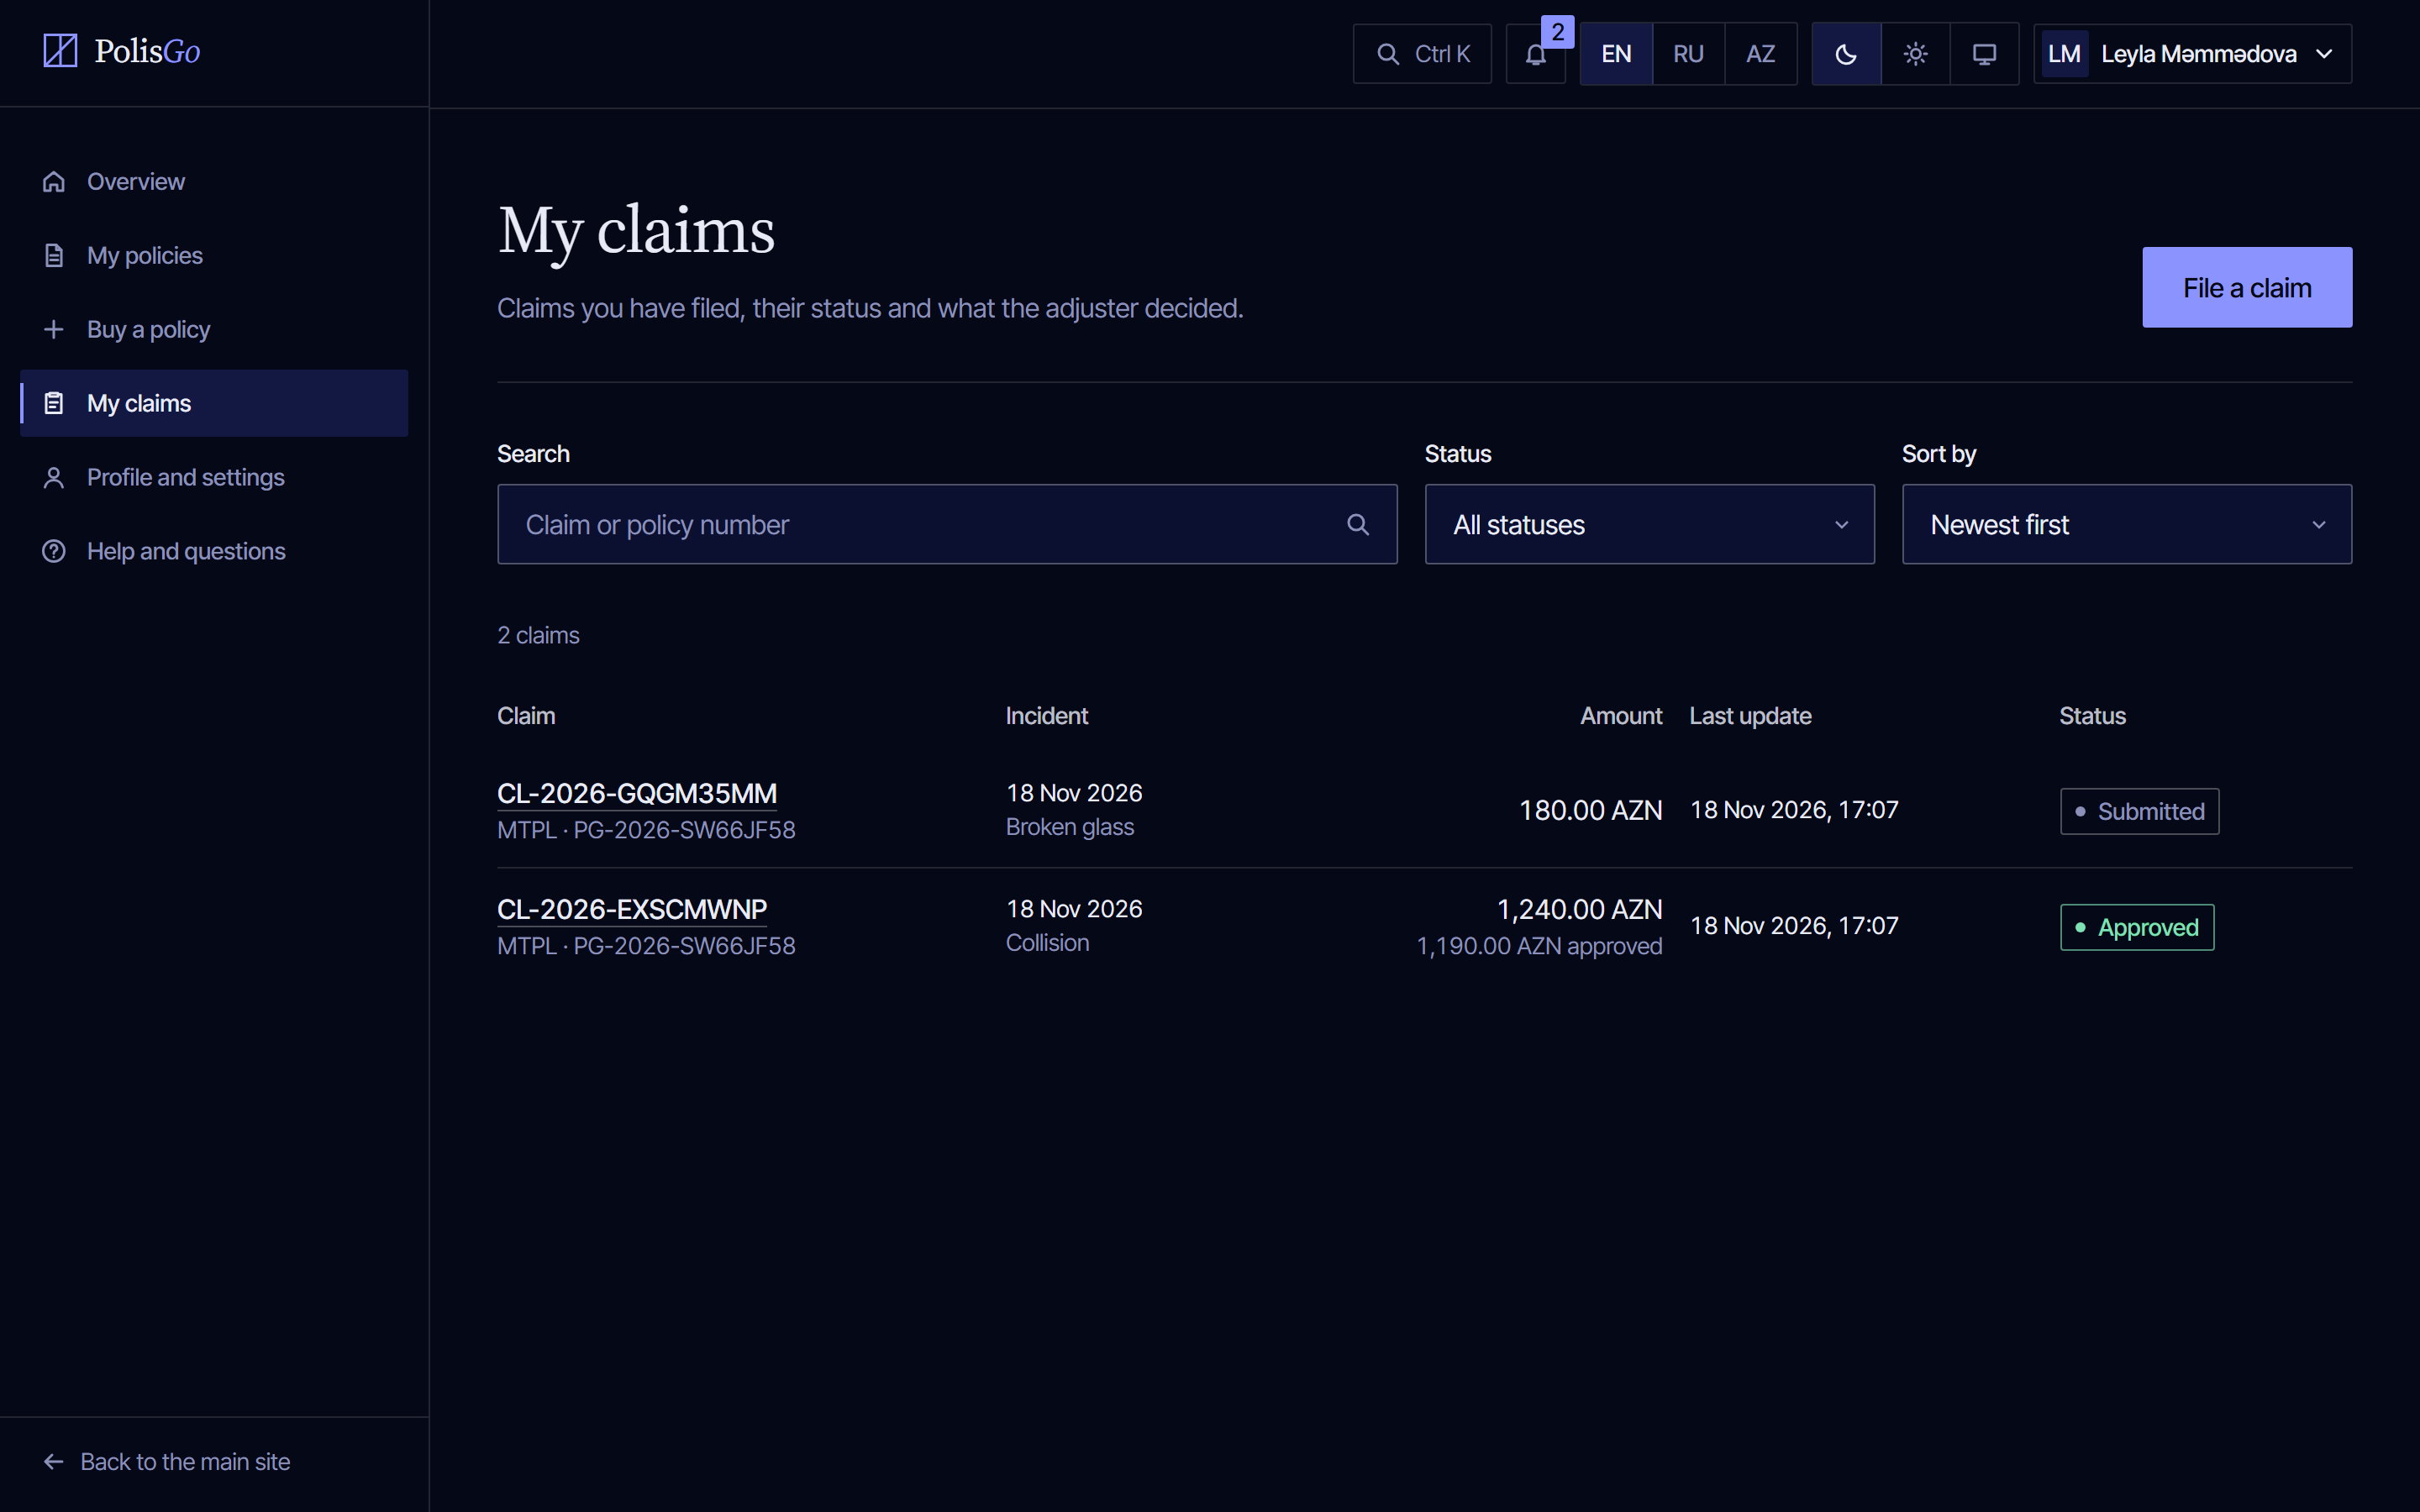 PolisGo
Ctrl K
2
EN
RU
AZ
LM
Leyla Məmmədova
Overview
My policies
Buy a policy
My claims
Profile and settings
Help and questions
Back to the main site
My claims
Claims you have filed, their status and what the adjuster decided.
File a claim
Search
Status
Sort by
Claim or policy number
All statuses
Newest first
2 claims
Claim
Incident
Amount
Last update
Status
CL-2026-GQGM35MM
MTPL · PG-2026-SW66JF58
18 Nov 2026
Broken glass
180.00 AZN
18 Nov 2026, 17:07
Submitted
CL-2026-EXSCMWNP
MTPL · PG-2026-SW66JF58
18 Nov 2026
Collision
1,240.00 AZN
1,190.00 AZN approved
18 Nov 2026, 17:07
Approved